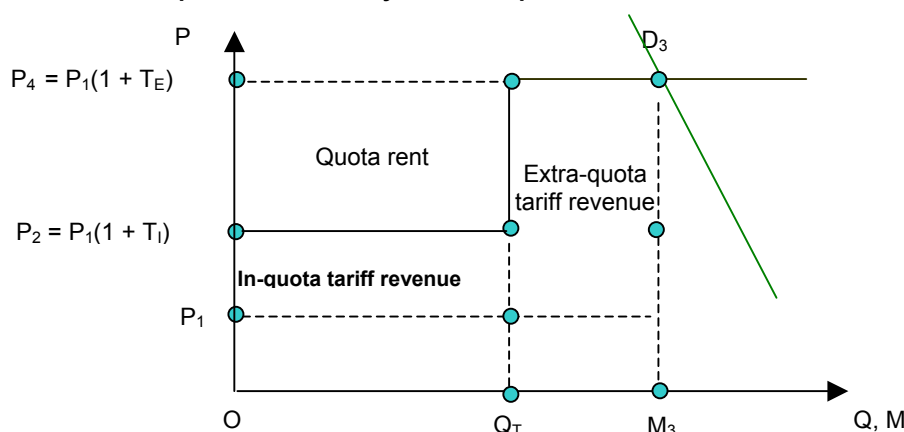 P
D₃
P₄ = P₁(1 + Tₑ)
Quota rent
Extra-quota
tariff revenue
P₂ = P₁(1 + Tᵢ)
In-quota tariff revenue
P₁
O
Q_T
M₃
Q, M